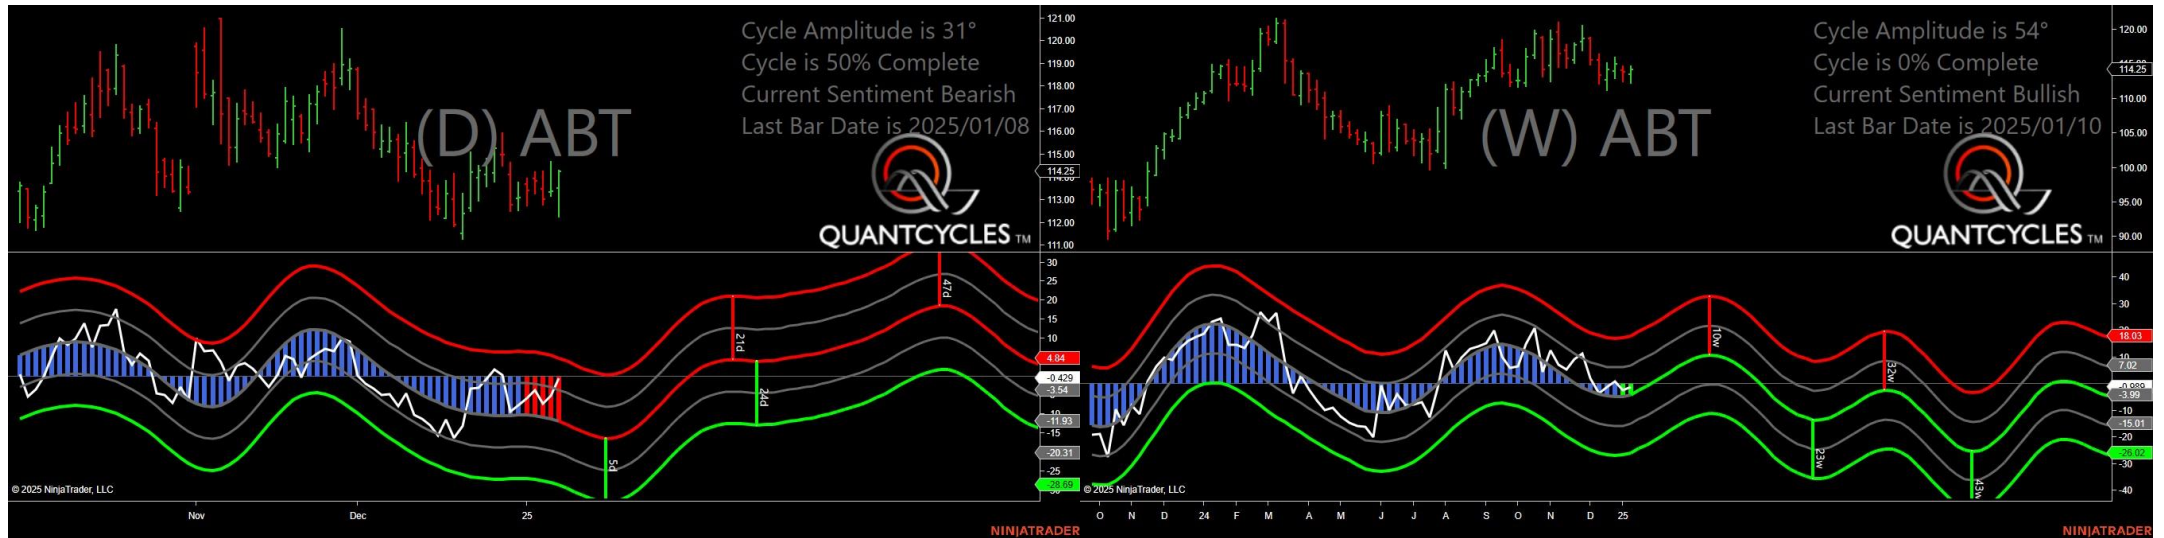 Cycle Amplitude is 31°
Cycle is 50% Complete
Current Sentiment Bearish
Last Bar Date is 2025/01/08
(D) ABT
QUANTCYCLES TM
121.00
120.00
119.00
118.00
117.00
116.00
115.00
114.25
113.00
112.00
111.00
30
25
20
15
10
4.84
-0.429
-3.54
-11.93
-15
-20.31
-25
-28.69
21d
47d
24d
5d
© 2025 NinjaTrader, LLC
Nov
Dec
25
NINJATRADER
Cycle Amplitude is 54°
Cycle is 0% Complete
Current Sentiment Bullish
Last Bar Date is 2025/01/10
(W) ABT
QUANTCYCLES TM
120.00
114.25
110.00
105.00
100.00
95.00
90.00
40
30
18.03
10
7.02
-0.989
-3.99
-10
-15.01
-20
-26.02
-30
-40
10w
32w
23w
43w
© 2025 NinjaTrader, LLC
O N D 24 F M A M J J A S O N D 25
NINJATRADER